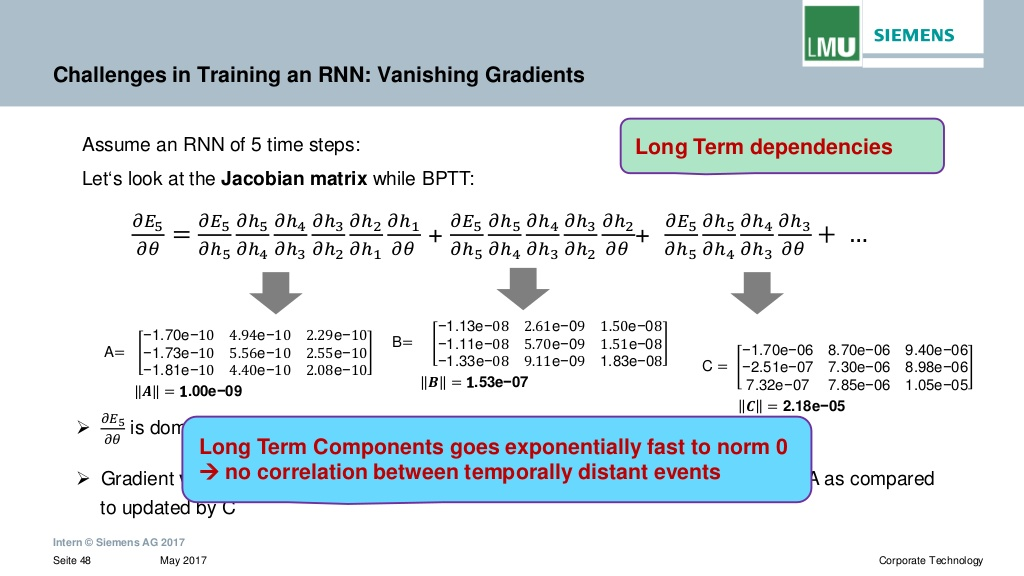 LMU
SIEMENS
Challenges in Training an RNN: Vanishing Gradients
Assume an RNN of 5 time steps:
Long Term dependencies
Let's look at the Jacobian matrix while BPTT:
∂E₅/∂θ = ∂E₅/∂h₅ ∂h₅/∂h₄ ∂h₄/∂h₃ ∂h₃/∂h₂ ∂h₂/∂h₁ ∂h₁/∂θ + ∂E₅/∂h₅ ∂h₅/∂h₄ ∂h₄/∂h₃ ∂h₃/∂h₂ ∂h₂/∂θ + ∂E₅/∂h₅ ∂h₅/∂h₄ ∂h₄/∂h₃ ∂h₃/∂θ + ...
A=
−1.70e−10 4.94e−10 2.29e−10
−1.73e−10 5.56e−10 2.55e−10
−1.81e−10 4.40e−10 2.08e−10
‖A‖ = 1.00e−09
B=
−1.13e−08 2.61e−09 1.50e−08
−1.11e−08 5.70e−09 1.51e−08
−1.33e−08 9.11e−09 1.83e−08
‖B‖ = 1.53e−07
C =
−1.70e−06 8.70e−06 9.40e−06
−2.51e−07 7.30e−06 8.98e−06
7.32e−07 7.85e−06 1.05e−05
‖C‖ = 2.18e−05
➢ ∂E₅/∂θ is
Long Term Components goes exponentially fast to norm 0
→ no correlation between temporally distant events
➢ Gradient A as compared
to updated by C
Intern © Siemens AG 2017
Seite 48 May 2017 Corporate Technology